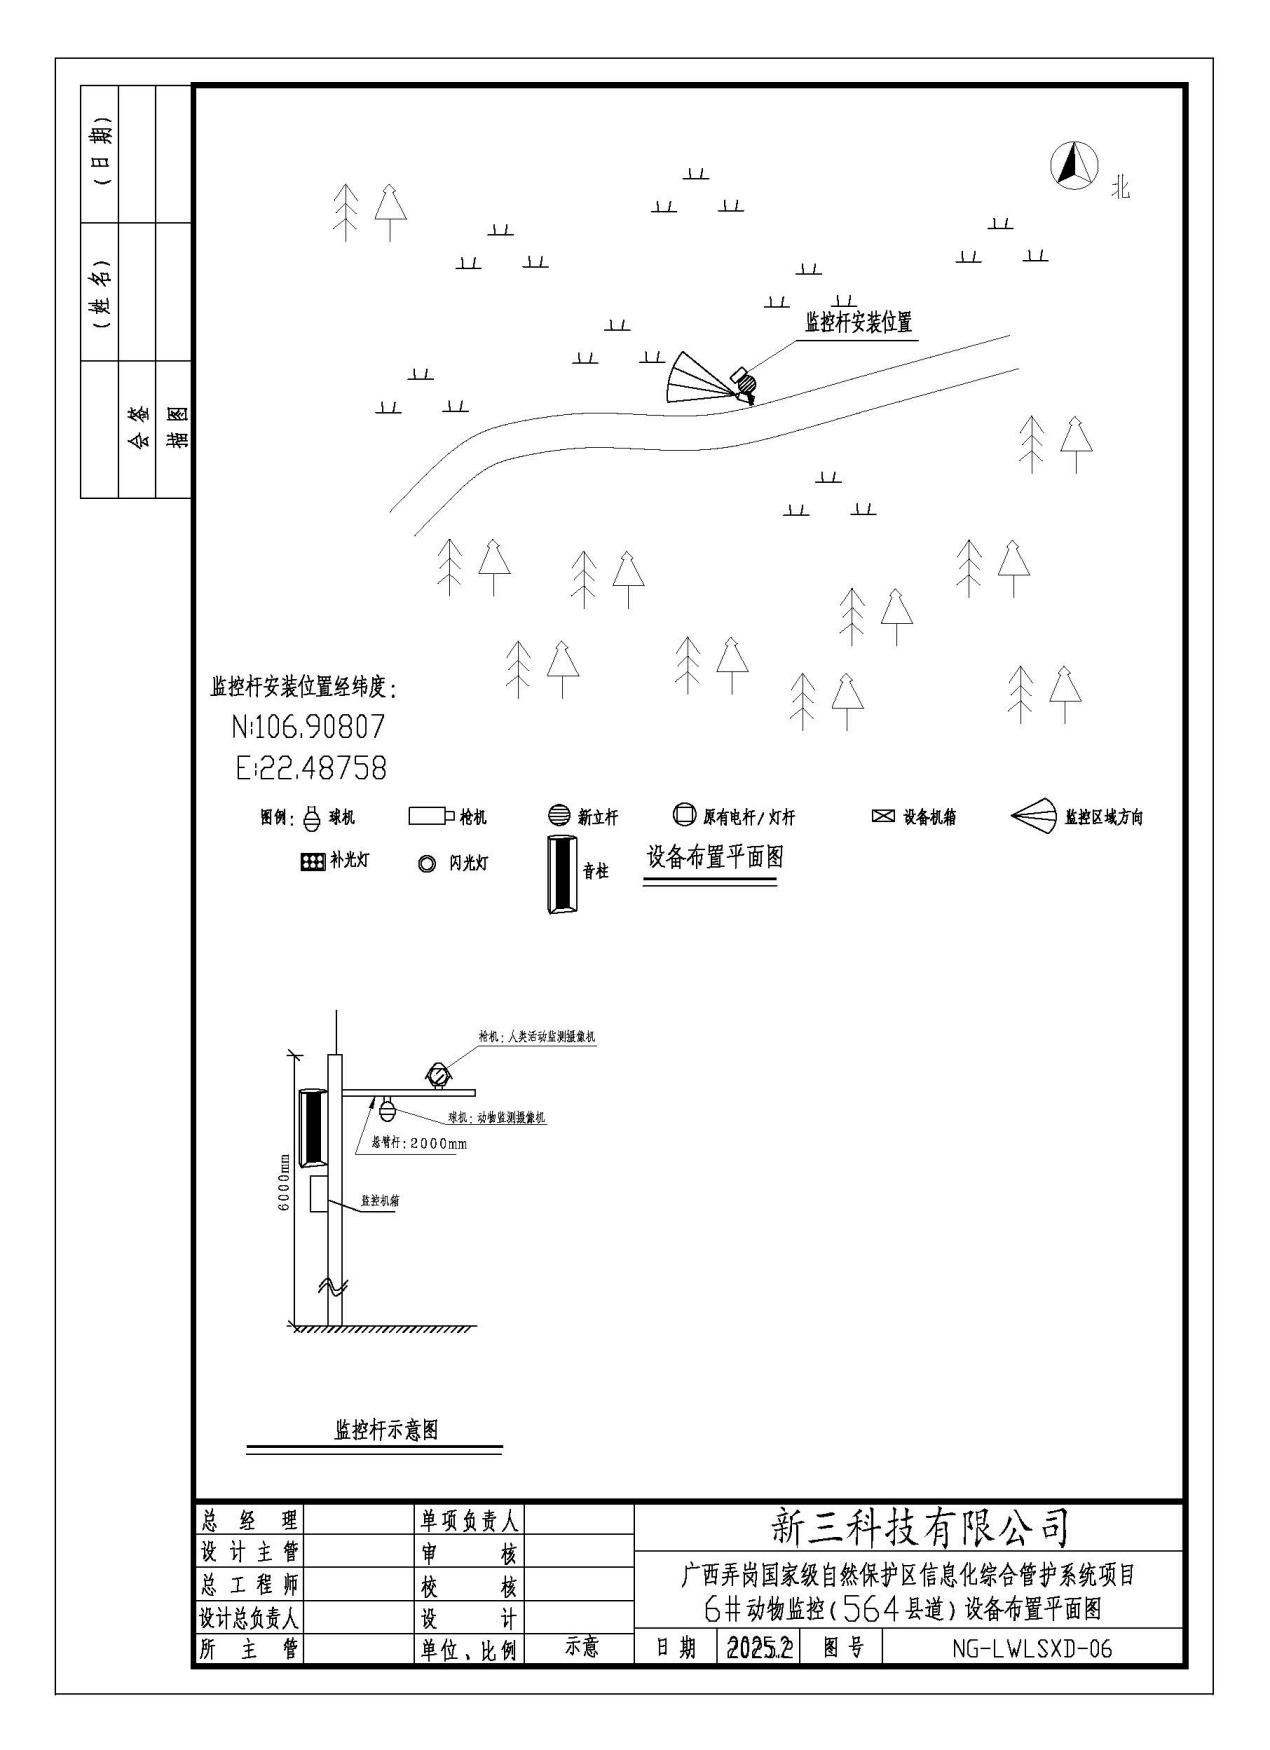 (日期)
(姓名)
会签
描图
北
监控杆安装位置
监控杆安装位置经纬度：
N:106.90807
E:22.48758
图例： 球机 枪机 新立杆 原有电杆/灯杆 设备机箱 监控区域方向
补光灯 闪光灯 音柱
设备布置平面图
枪机：人类活动监测摄像机
球机：动物监测摄像机
悬臂杆：2000mm
6000mm
监控机箱
监控杆示意图
总经理 单项负责人 新三科技有限公司
设计主管 审核
总工程师 校核 广西弄岗国家级自然保护区信息化综合管护系统项目
设计总负责人 设计 6#动物监控(564县道)设备布置平面图
所主管 单位、比例 示意 日期 2025.2 图号 NG-LWLSXD-06